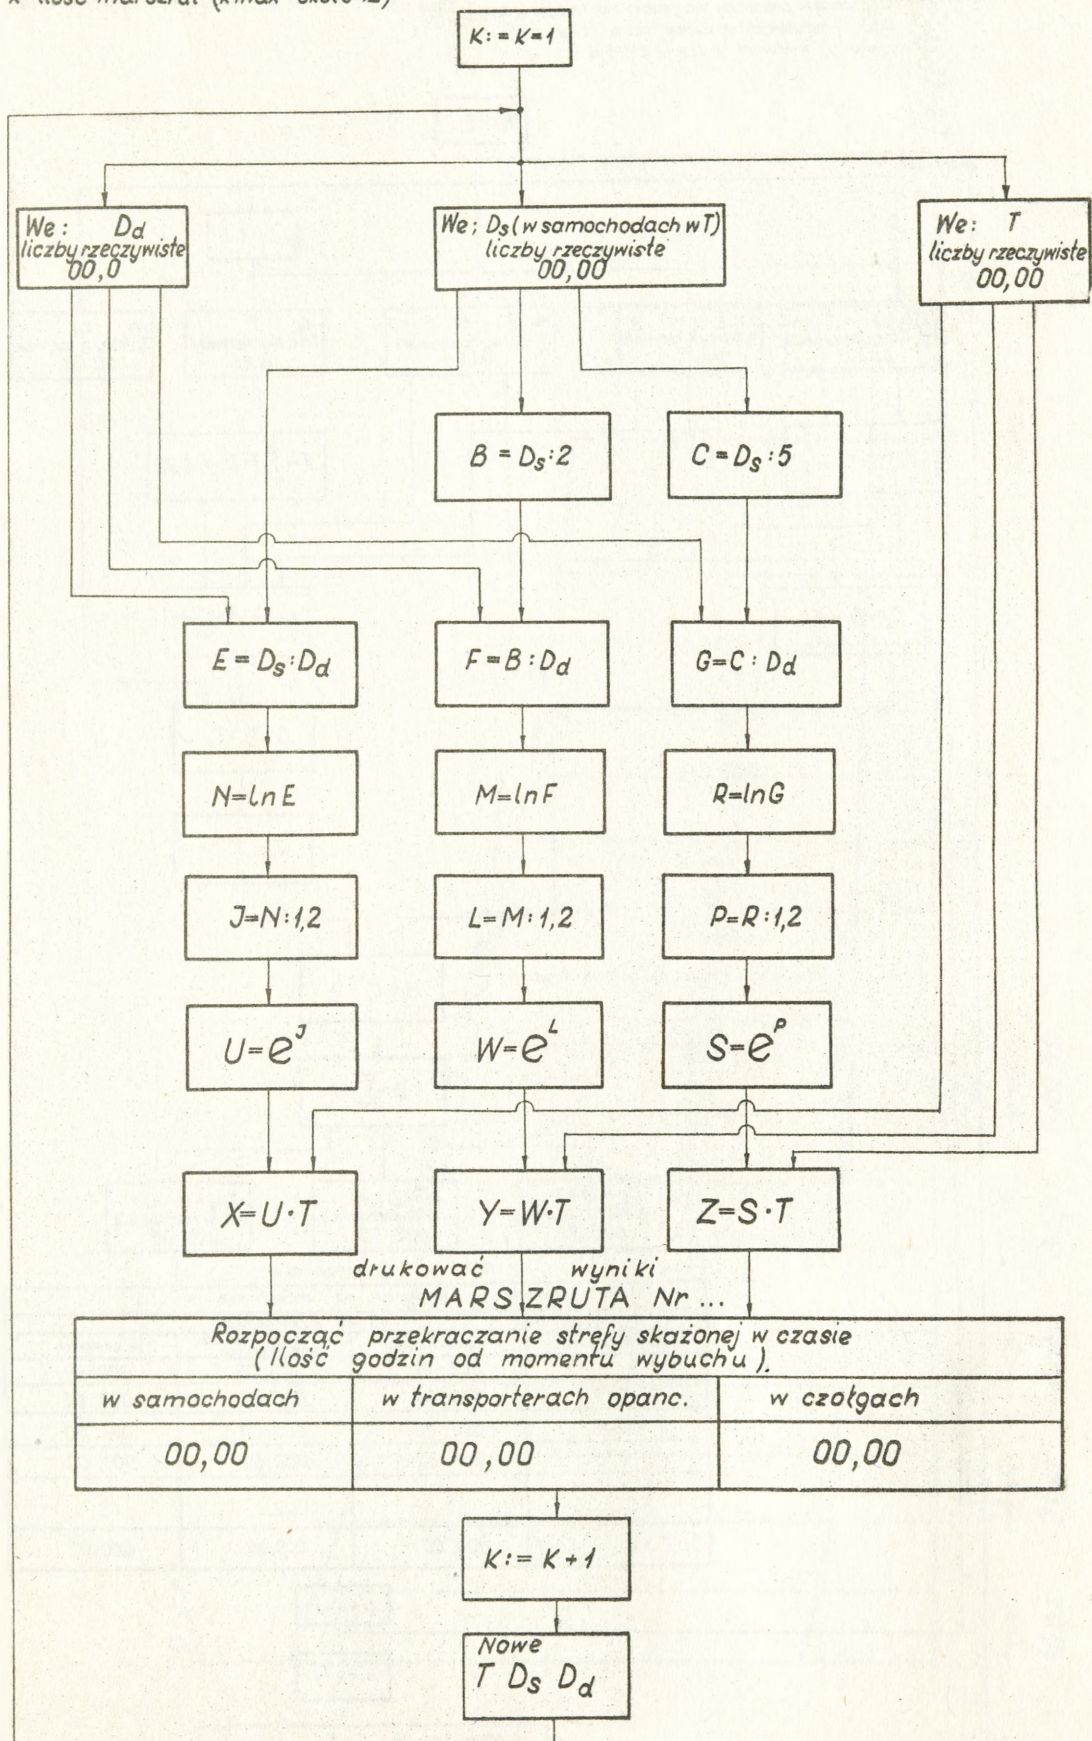 K:=K=1
We: Dd
liczby rzeczywiste
00,0
We; Ds (w samochodach w T)
liczby rzeczywiste
00,00
We: T
liczby rzeczywiste
00,00
B = Ds:2
C = Ds:5
E = Ds:Dd
F = B:Dd
G=C: Dd
N=lnE
M=lnF
R=lnG
J=N:1,2
L=M:1,2
P=R:1,2
U=e^J
W=e^L
S=e^P
X=U·T
Y=W·T
Z=S·T
drukować wyniki
MARSZRUTA Nr ...
Rozpocząć przekraczanie strefy skażonej w czasie
(Ilość godzin od momentu wybuchu).
w samochodach
w transporterach opanc.
w czołgach
00,00
00,00
00,00
K:= K+1
Nowe
T Ds Dd